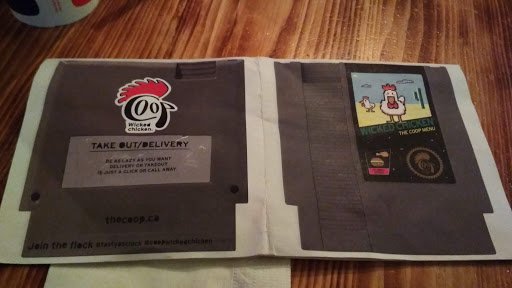 Wicked
chicken.
TAKE OUT/DELIVERY
BE AS LAZY AS YOU WANT
DELIVERY OR TAKEOUT
IS JUST A CLICK OR CALL AWAY.
thecoop.ca
Join the flock
WICKED CHICKEN
THE COOP MENU